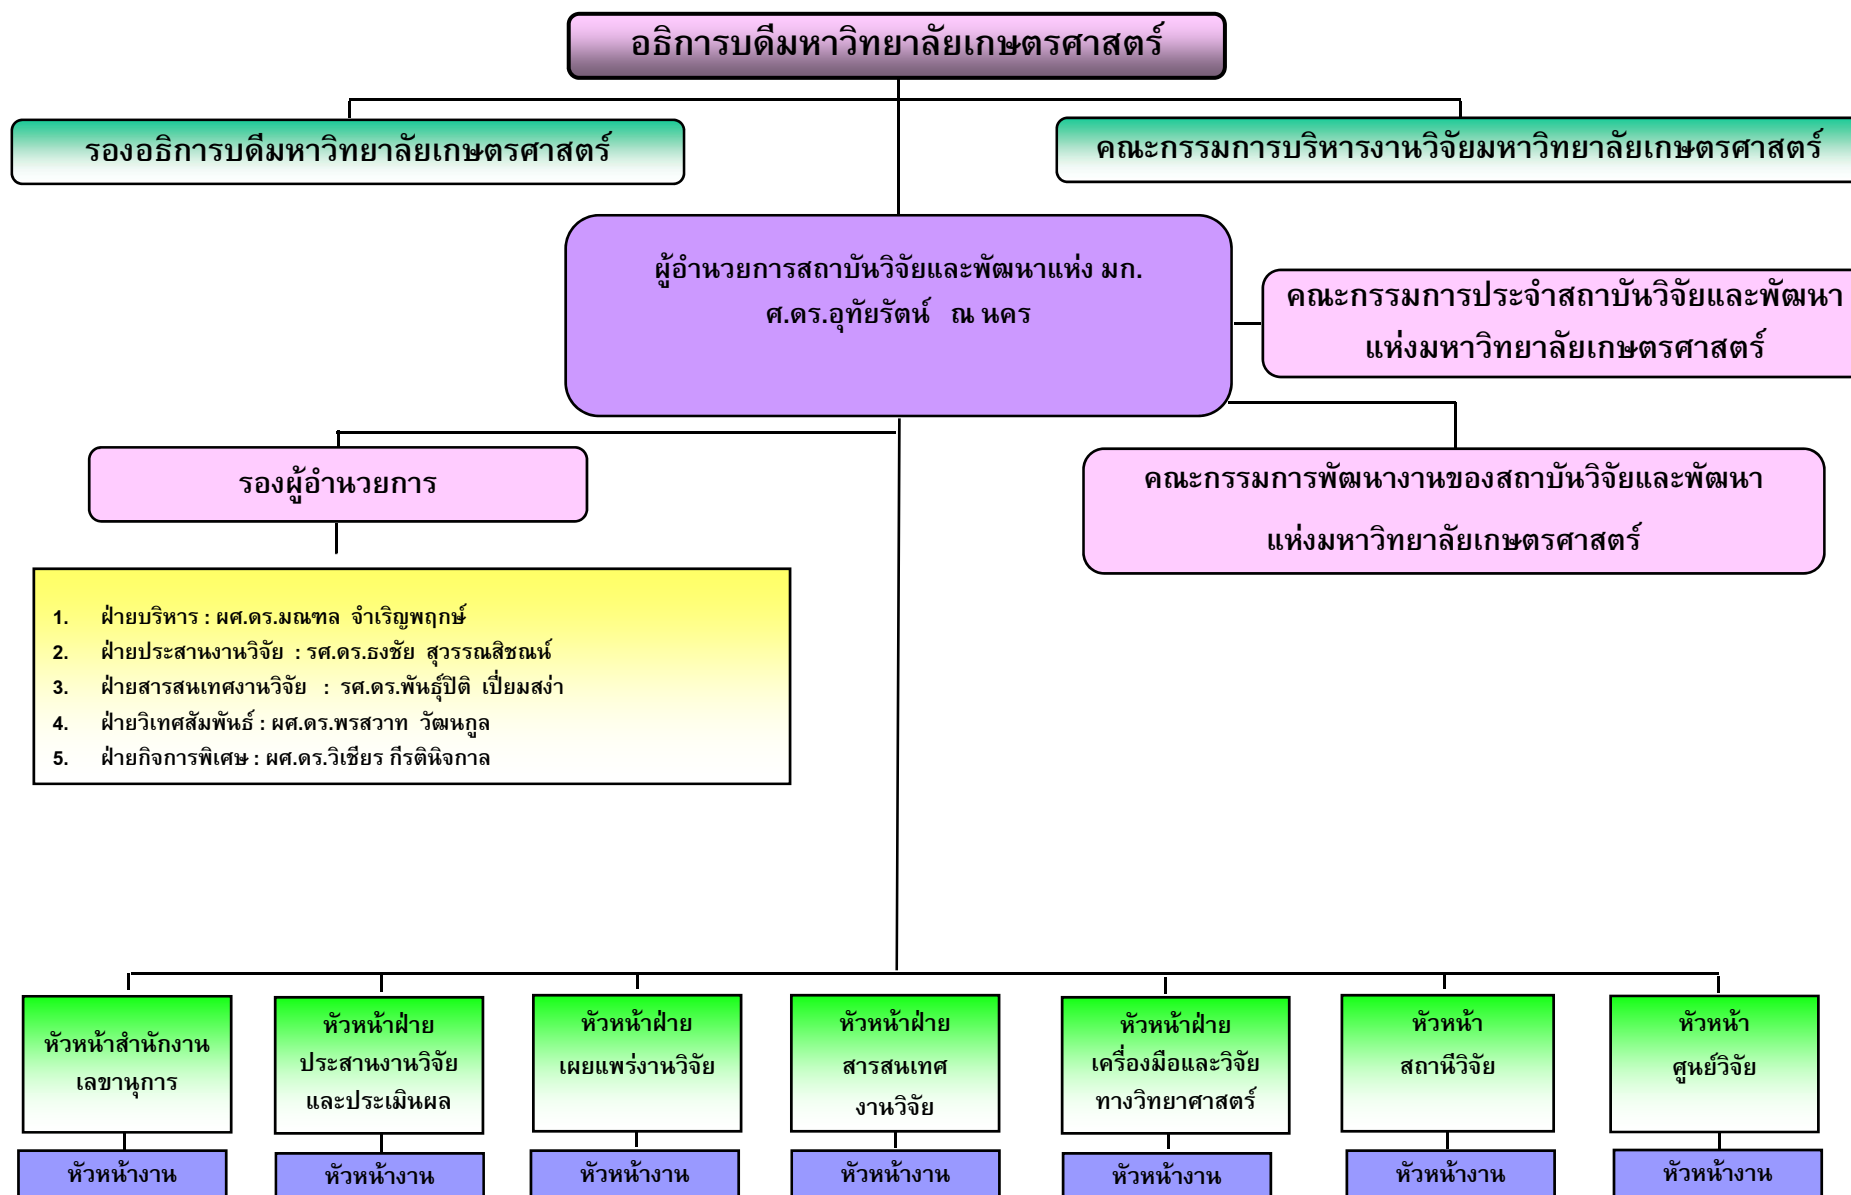 อธิการบดีมหาวิทยาลัยเกษตรศาสตร์
รองอธิการบดีมหาวิทยาลัยเกษตรศาสตร์
คณะกรรมการบริหารงานวิจัยมหาวิทยาลัยเกษตรศาสตร์
ผู้อำนวยการสถาบันวิจัยและพัฒนาแห่ง มก.
ศ.ดร.อุทัยรัตน์ ณ นคร
คณะกรรมการประจำสถาบันวิจัยและพัฒนา
แห่งมหาวิทยาลัยเกษตรศาสตร์
รองผู้อำนวยการ
คณะกรรมการพัฒนางานของสถาบันวิจัยและพัฒนา
แห่งมหาวิทยาลัยเกษตรศาสตร์
1. ฝ่ายบริหาร : ผศ.ดร.มณฑล จำเริญพฤกษ์
2. ฝ่ายประสานงานวิจัย : รศ.ดร.ธงชัย สุวรรณสิชณน์
3. ฝ่ายสารสนเทศงานวิจัย : รศ.ดร.พันธุ์ปิติ เปี่ยมสง่า
4. ฝ่ายวิเทศสัมพันธ์ : ผศ.ดร.พรสวาท วัฒนกูล
5. ฝ่ายกิจการพิเศษ : ผศ.ดร.วิเชียร กีรตินิจกาล
หัวหน้าสำนักงาน
เลขานุการ
หัวหน้าฝ่าย
ประสานงานวิจัย
และประเมินผล
หัวหน้าฝ่าย
เผยแพร่งานวิจัย
หัวหน้าฝ่าย
สารสนเทศ
งานวิจัย
หัวหน้าฝ่าย
เครื่องมือและวิจัย
ทางวิทยาศาสตร์
หัวหน้า
สถานีวิจัย
หัวหน้า
ศูนย์วิจัย
หัวหน้างาน
หัวหน้างาน
หัวหน้างาน
หัวหน้างาน
หัวหน้างาน
หัวหน้างาน
หัวหน้างาน